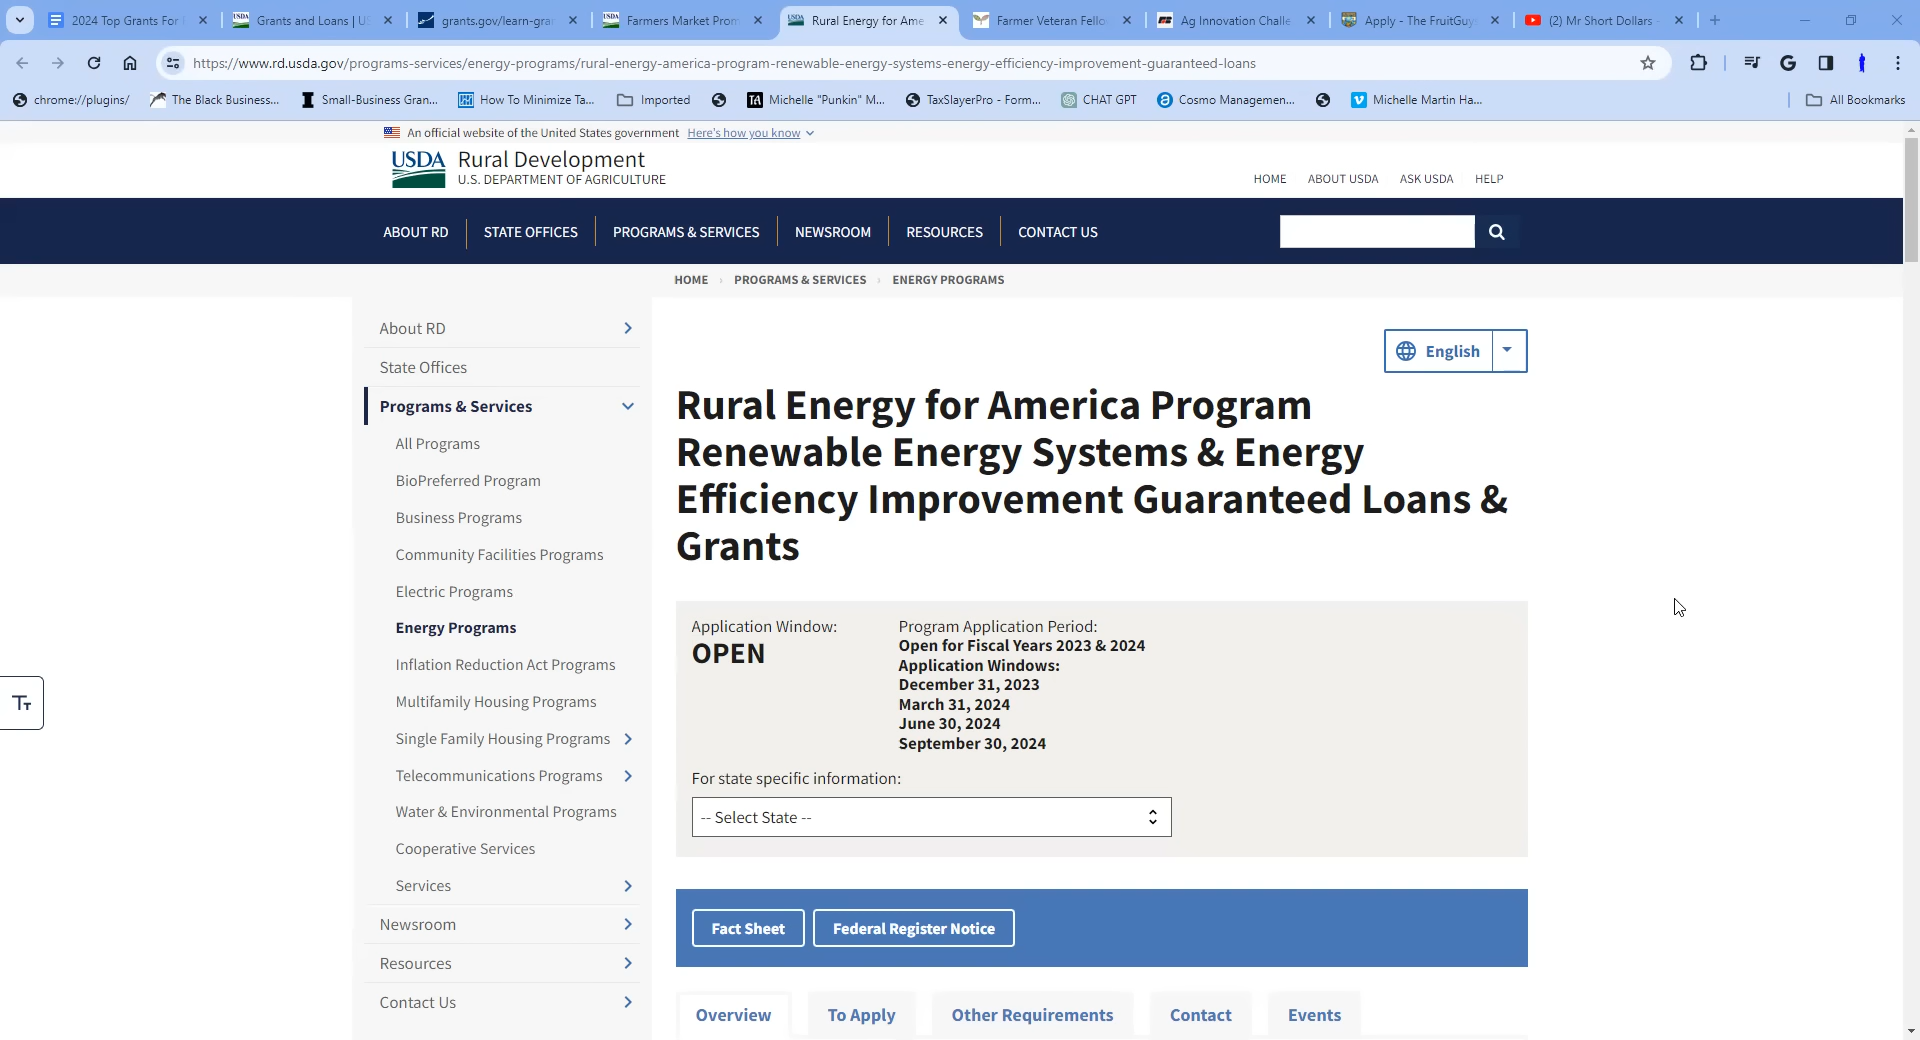 2024 Top Grants For
Grants and Loans | US
grants.gov/learn-gra
Farmers Market Prom
Rural Energy for Ame
Farmer Veteran Fello
Ag Innovation Challe
Apply - The FruitGuy
(2) Mr Short Dollars -
https://www.rd.usda.gov/programs-services/energy-programs/rural-energy-america-program-renewable-energy-systems-energy-efficiency-improvement-guaranteed-loans
chrome://plugins/
The Black Business...
Small-Business Gran...
How To Minimize Ta...
Imported
Michelle "Punkin" M...
TaxSlayerPro - Form...
CHAT GPT
Cosmo Managemen...
Michelle Martin Ha...
All Bookmarks
An official website of the United States government Here's how you know
USDA Rural Development
U.S. DEPARTMENT OF AGRICULTURE
HOME ABOUT USDA ASK USDA HELP
ABOUT RD STATE OFFICES PROGRAMS & SERVICES NEWSROOM RESOURCES CONTACT US
HOME › PROGRAMS & SERVICES › ENERGY PROGRAMS
About RD
State Offices
Programs & Services
All Programs
BioPreferred Program
Business Programs
Community Facilities Programs
Electric Programs
Energy Programs
Inflation Reduction Act Programs
Multifamily Housing Programs
Single Family Housing Programs
Telecommunications Programs
Water & Environmental Programs
Cooperative Services
Services
Newsroom
Resources
Contact Us
Tт
English
Rural Energy for America Program
Renewable Energy Systems & Energy
Efficiency Improvement Guaranteed Loans &
Grants
Application Window:
OPEN
Program Application Period:
Open for Fiscal Years 2023 & 2024
Application Windows:
December 31, 2023
March 31, 2024
June 30, 2024
September 30, 2024
For state specific information:
-- Select State --
Fact Sheet
Federal Register Notice
Overview
To Apply
Other Requirements
Contact
Events